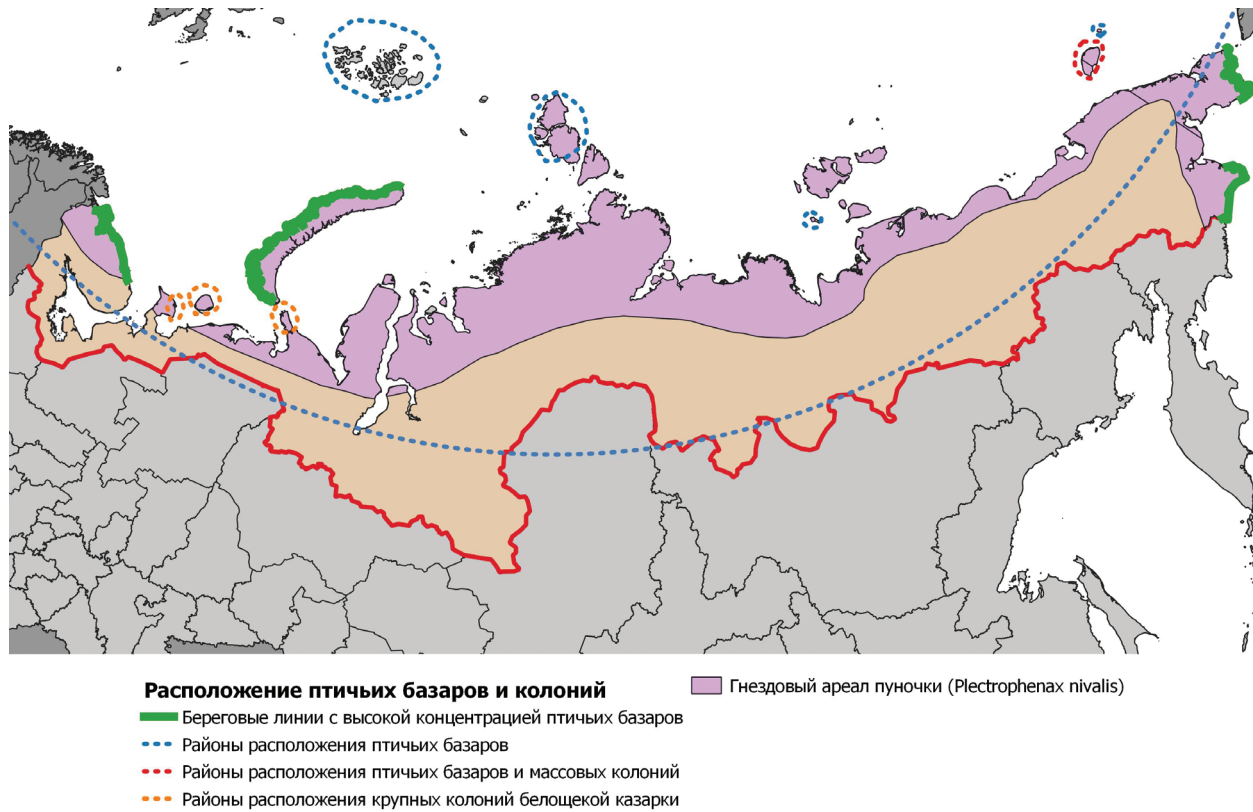 Расположение птичьих базаров и колоний
Береговые линии с высокой концентрацией птичьих базаров
Районы расположения птичьих базаров
Районы расположения птичьих базаров и массовых колоний
Районы расположения крупных колоний белощекой казарки
Гнездовый ареал пуночки (Plectrophenax nivalis)